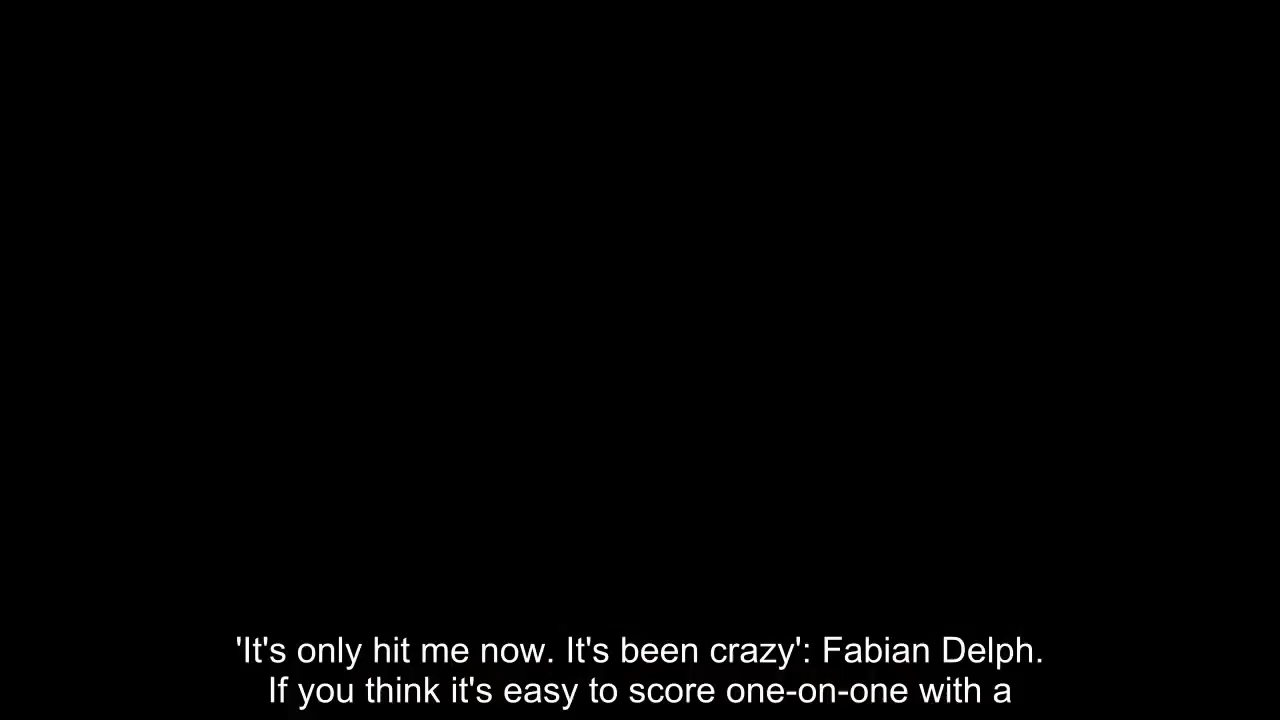 'It's only hit me now. It's been crazy': Fabian Delph.
If you think it's easy to score one-on-one with a